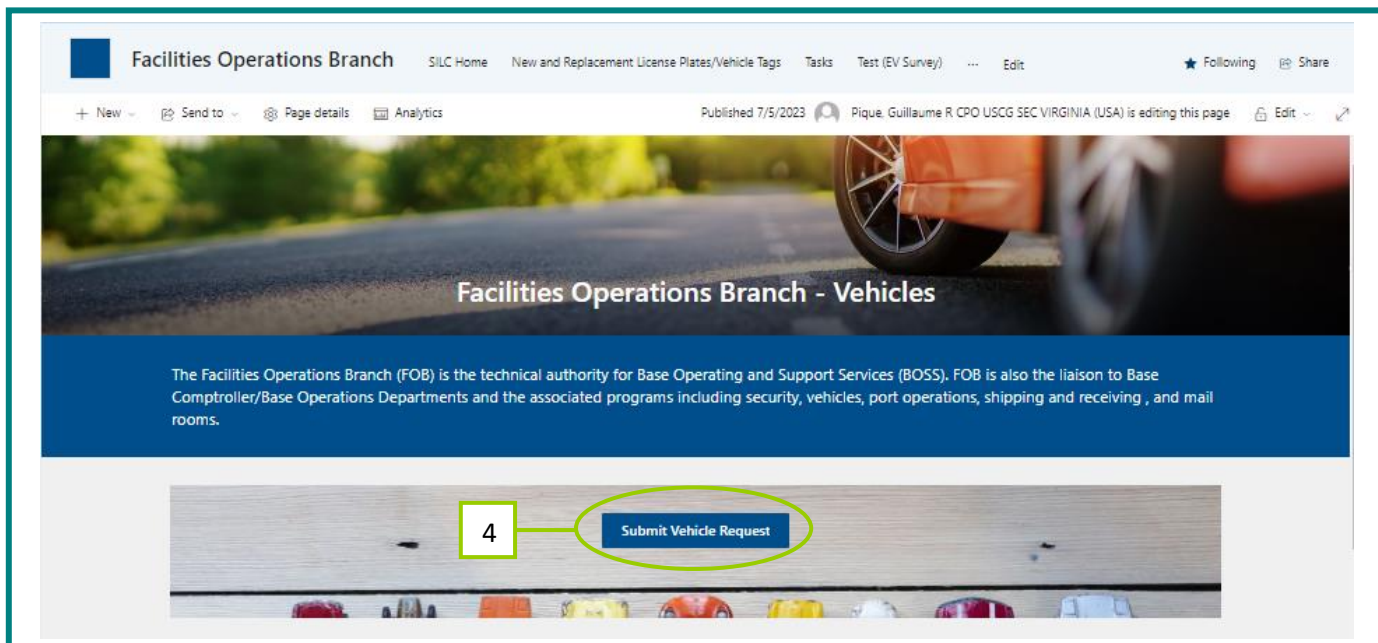 Facilities Operations Branch SILC Home New and Replacement License Plates/Vehicle Tags Tasks Test (EV Survey) ... Edit Following Share
+ New Send to Page details Analytics Published 7/5/2023 Pique, Guillaume R CPO USCG SEC VIRGINIA (USA) is editing this page Edit
Facilities Operations Branch - Vehicles
The Facilities Operations Branch (FOB) is the technical authority for Base Operating and Support Services (BOSS). FOB is also the liaison to Base
Comptroller/Base Operations Departments and the associated programs including security, vehicles, port operations, shipping and receiving , and mail
rooms.
4 Submit Vehicle Request